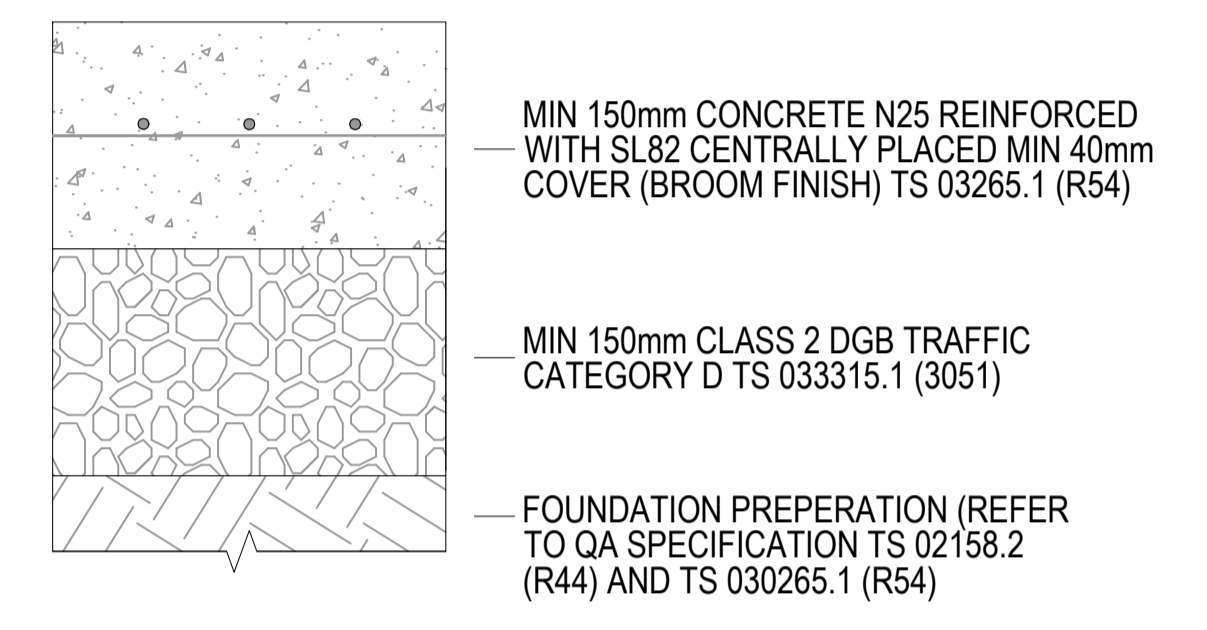 MIN 150mm CONCRETE N25 REINFORCED
WITH SL82 CENTRALLY PLACED MIN 40mm
COVER (BROOM FINISH) TS 03265.1 (R54)
MIN 150mm CLASS 2 DGB TRAFFIC
CATEGORY D TS 033315.1 (3051)
FOUNDATION PREPERATION (REFER
TO QA SPECIFICATION TS 02158.2
(R44) AND TS 030265.1 (R54)